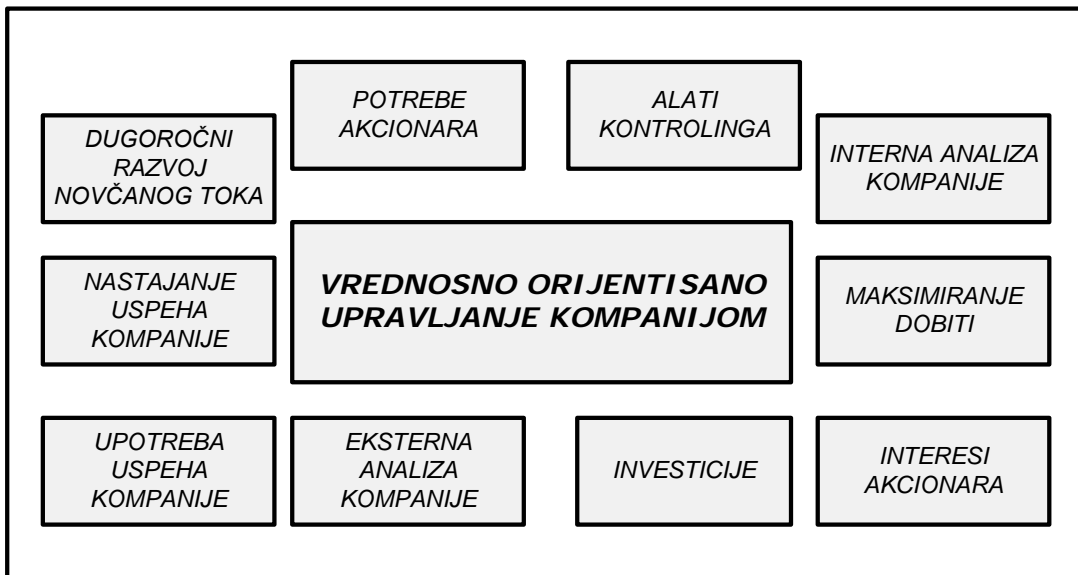 POTREBE
AKCIONARA
ALATI
KONTROLINGA
DUGOROČNI
RAZVOJ
NOVČANOG TOKA
INTERNA ANALIZA
KOMPANIJE
VREDNOSNO ORIJENTISANO
UPRAVLJANJE KOMPANIJOM
NASTAJANJE
USPEHA
KOMPANIJE
MAKSIMIRANJE
DOBITI
UPOTREBA
USPEHA
KOMPANIJE
EKSTERNA
ANALIZA
KOMPANIJE
INVESTICIJE
INTERESI
AKCIONARA